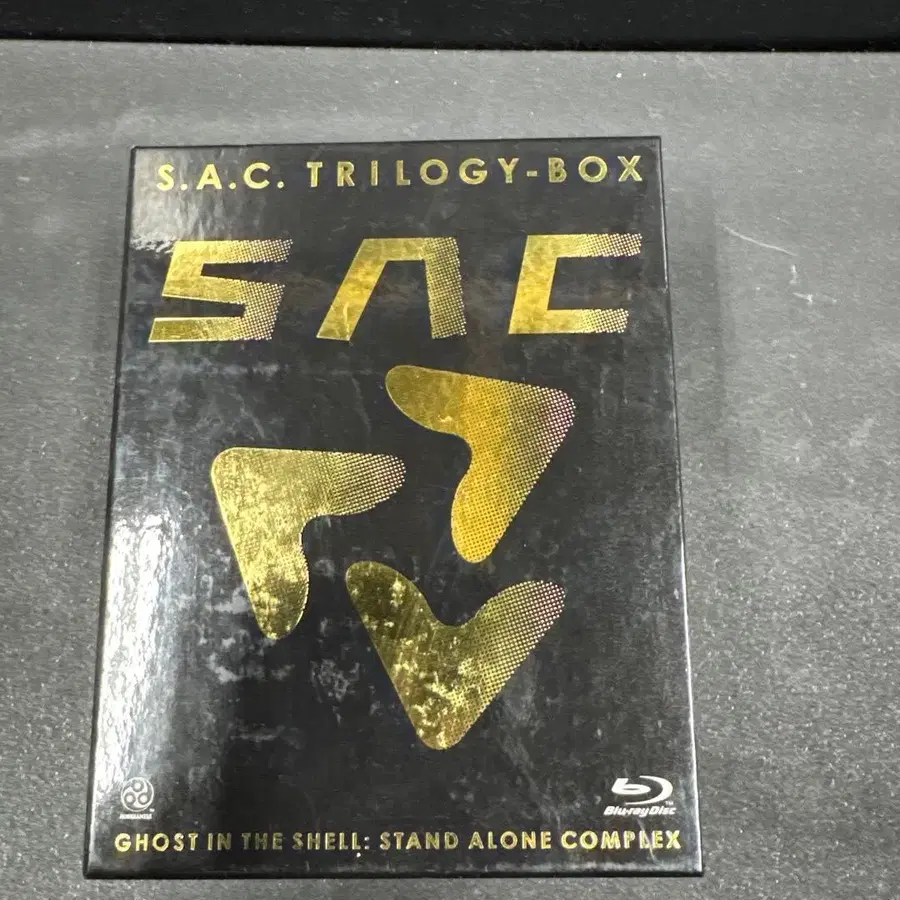 S.A.C. TRILOGY-BOX
SAC
Blu-ray Disc
GHOST IN THE SHELL: STAND ALONE COMPLEX